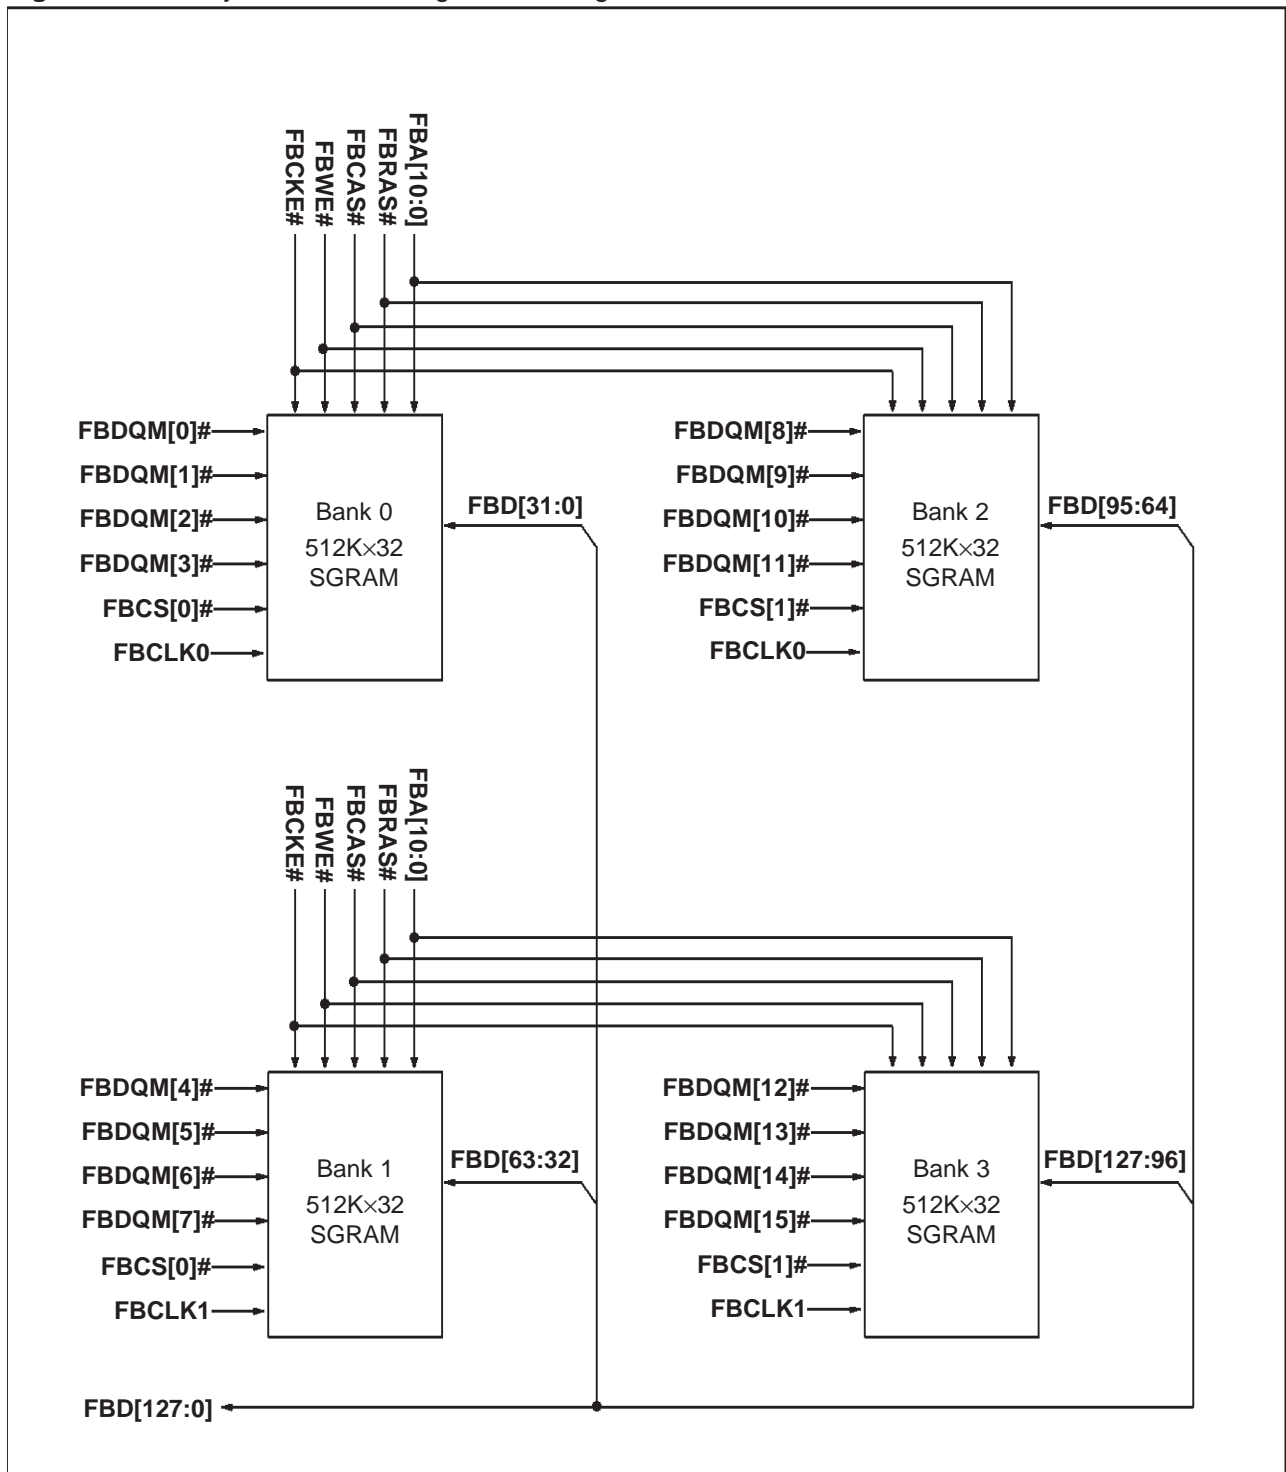 FBCKE#
FBWE#
FBCAS#
FBRAS#
FBA[10:0]
FBDQM[0]#
FBDQM[1]#
FBDQM[2]#
FBDQM[3]#
FBCS[0]#
FBCLK0
Bank 0
512K×32
SGRAM
FBD[31:0]
FBDQM[8]#
FBDQM[9]#
FBDQM[10]#
FBDQM[11]#
FBCS[1]#
FBCLK0
Bank 2
512K×32
SGRAM
FBD[95:64]
FBCKE#
FBWE#
FBCAS#
FBRAS#
FBA[10:0]
FBDQM[4]#
FBDQM[5]#
FBDQM[6]#
FBDQM[7]#
FBCS[0]#
FBCLK1
Bank 1
512K×32
SGRAM
FBD[63:32]
FBDQM[12]#
FBDQM[13]#
FBDQM[14]#
FBDQM[15]#
FBCS[1]#
FBCLK1
Bank 3
512K×32
SGRAM
FBD[127:96]
FBD[127:0]